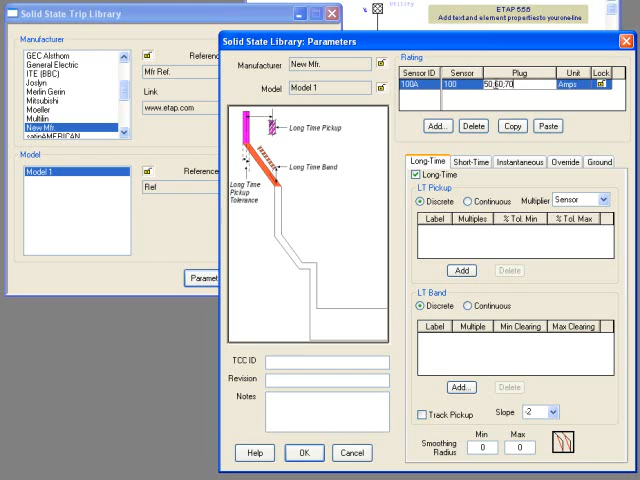 Utility
ETAP 5.5.5
Add text and element properties to your one-line
Solid State Trip Library
Manufacturer
GEC Alsthom
General Electric
ITE (BBC)
Joslyn
Merlin Gerin
Mitsubishi
Moeller
Multilin
New Mfr.
satinAMERICAN
Reference
Mfr Ref.
Link
www.etap.com
Model
Model 1
Reference
Ref
Parame
Solid State Library: Parameters
Manufacturer New Mfr.
Model Model 1
Long Time Pickup
Long Time Band
Long Time
Pickup
Tolerance
TCC ID
Revision
Notes
Help OK Cancel
Rating
Sensor ID Sensor Plug Unit Lock
100A 100 50;60;70 Amps
Add... Delete Copy Paste
Long-Time Short-Time Instantaneous Override Ground
Long-Time
LT Pickup
Discrete Continuous Multiplier Sensor
Label Multiples % Tol. Min % Tol. Max
Add Delete
LT Band
Discrete Continuous
Label Multiple Min Clearing Max Clearing
Add... Delete
Track Pickup Slope -2
Min Max
Smoothing
Radius 0 0